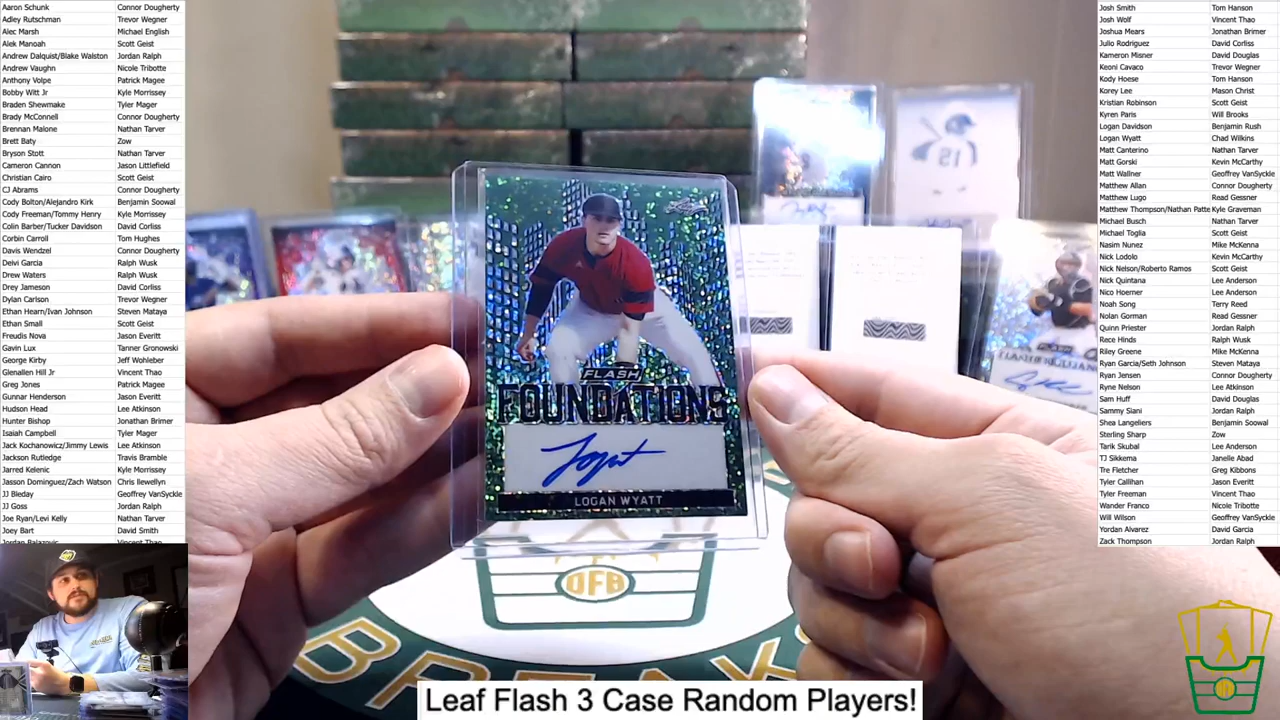 Aaron Schunk Connor Dougherty
Adley Rutschman Trevor Wegner
Alec Marsh Michael English
Alek Manoah Scott Geist
Andrew Dalquist/Blake Walston Jordan Ralph
Andrew Vaughn Nicole Tribotte
Anthony Volpe Patrick Magee
Bobby Witt Jr Kyle Morrissey
Braden Shewmake Tyler Mager
Brady McConnell Connor Dougherty
Brennan Malone Nathan Tarver
Brett Baty Zow
Bryson Stott Nathan Tarver
Cameron Cannon Jason Littlefield
Christian Cairo Scott Geist
CJ Abrams Connor Dougherty
Cody Bolton/Alejandro Kirk Benjamin Soowal
Cody Freeman/Tommy Henry Kyle Morrissey
Colin Barber/Tucker Davidson David Corliss
Corbin Carroll Tom Hughes
Davis Wendzel Connor Dougherty
Deivi Garcia Ralph Wusk
Drew Waters Ralph Wusk
Drey Jameson David Corliss
Dylan Carlson Trevor Wegner
Ethan Hearn/Ivan Johnson Steven Mataya
Ethan Small Scott Geist
Freudis Nova Jason Everitt
Gavin Lux Tanner Gronowski
George Kirby Jeff Wohleber
Glenallen Hill Jr Vincent Thao
Greg Jones Patrick Magee
Gunnar Henderson Jason Everitt
Hudson Head Lee Atkinson
Hunter Bishop Jonathan Brimer
Isaiah Campbell Tyler Mager
Jack Kochanowicz/Jimmy Lewis Lee Atkinson
Jackson Rutledge Travis Bramble
Jarred Kelenic Kyle Morrissey
Jasson Dominguez/Zach Watson Chris llewellyn
JJ Bleday Geoffrey VanSyckle
JJ Goss Jordan Ralph
Joe Ryan/Levi Kelly Nathan Tarver
Joey Bart David Smith
Jordan Balazovic Vincent Thao
FLASH
FOUNDATIONS
LOGAN WYATT
OFB
BREAK
Josh Smith Tom Hanson
Josh Wolf Vincent Thao
Joshua Mears Jonathan Brimer
Julio Rodriguez David Corliss
Kameron Misner David Douglas
Keoni Cavaco Trevor Wegner
Kody Hoese Tom Hanson
Korey Lee Mason Christ
Kristian Robinson Scott Geist
Kyren Paris Will Brooks
Logan Davidson Benjamin Rush
Logan Wyatt Chad Wilkins
Matt Canterino Nathan Tarver
Matt Gorski Kevin McCarthy
Matt Wallner Geoffrey VanSyckle
Matthew Allan Connor Dougherty
Matthew Lugo Read Gessner
Matthew Thompson/Nathan Patte Kyle Graveman
Michael Busch Nathan Tarver
Michael Toglia Scott Geist
Nasim Nunez Mike McKenna
Nick Lodolo Kevin McCarthy
Nick Nelson/Roberto Ramos Scott Geist
Nick Quintana Lee Anderson
Nico Hoerner Lee Anderson
Noah Song Terry Reed
Nolan Gorman Read Gessner
Quinn Priester Jordan Ralph
Rece Hinds Ralph Wusk
Riley Greene Mike McKenna
Ryan Garcia/Seth Johnson Steven Mataya
Ryan Jensen Connor Dougherty
Ryne Nelson Lee Atkinson
Sam Huff David Douglas
Sammy Siani Jordan Ralph
Shea Langeliers Benjamin Soowal
Sterling Sharp Zow
Tarik Skubal Lee Anderson
TJ Sikkema Janelle Abad
Tre Fletcher Greg Kibbons
Tyler Callihan Jason Everitt
Tyler Freeman Vincent Thao
Wander Franco Nicole Tribotte
Will Wilson Geoffrey VanSyckle
Yordan Alvarez David Garcia
Zack Thompson Jordan Ralph
Leaf Flash 3 Case Random Players!